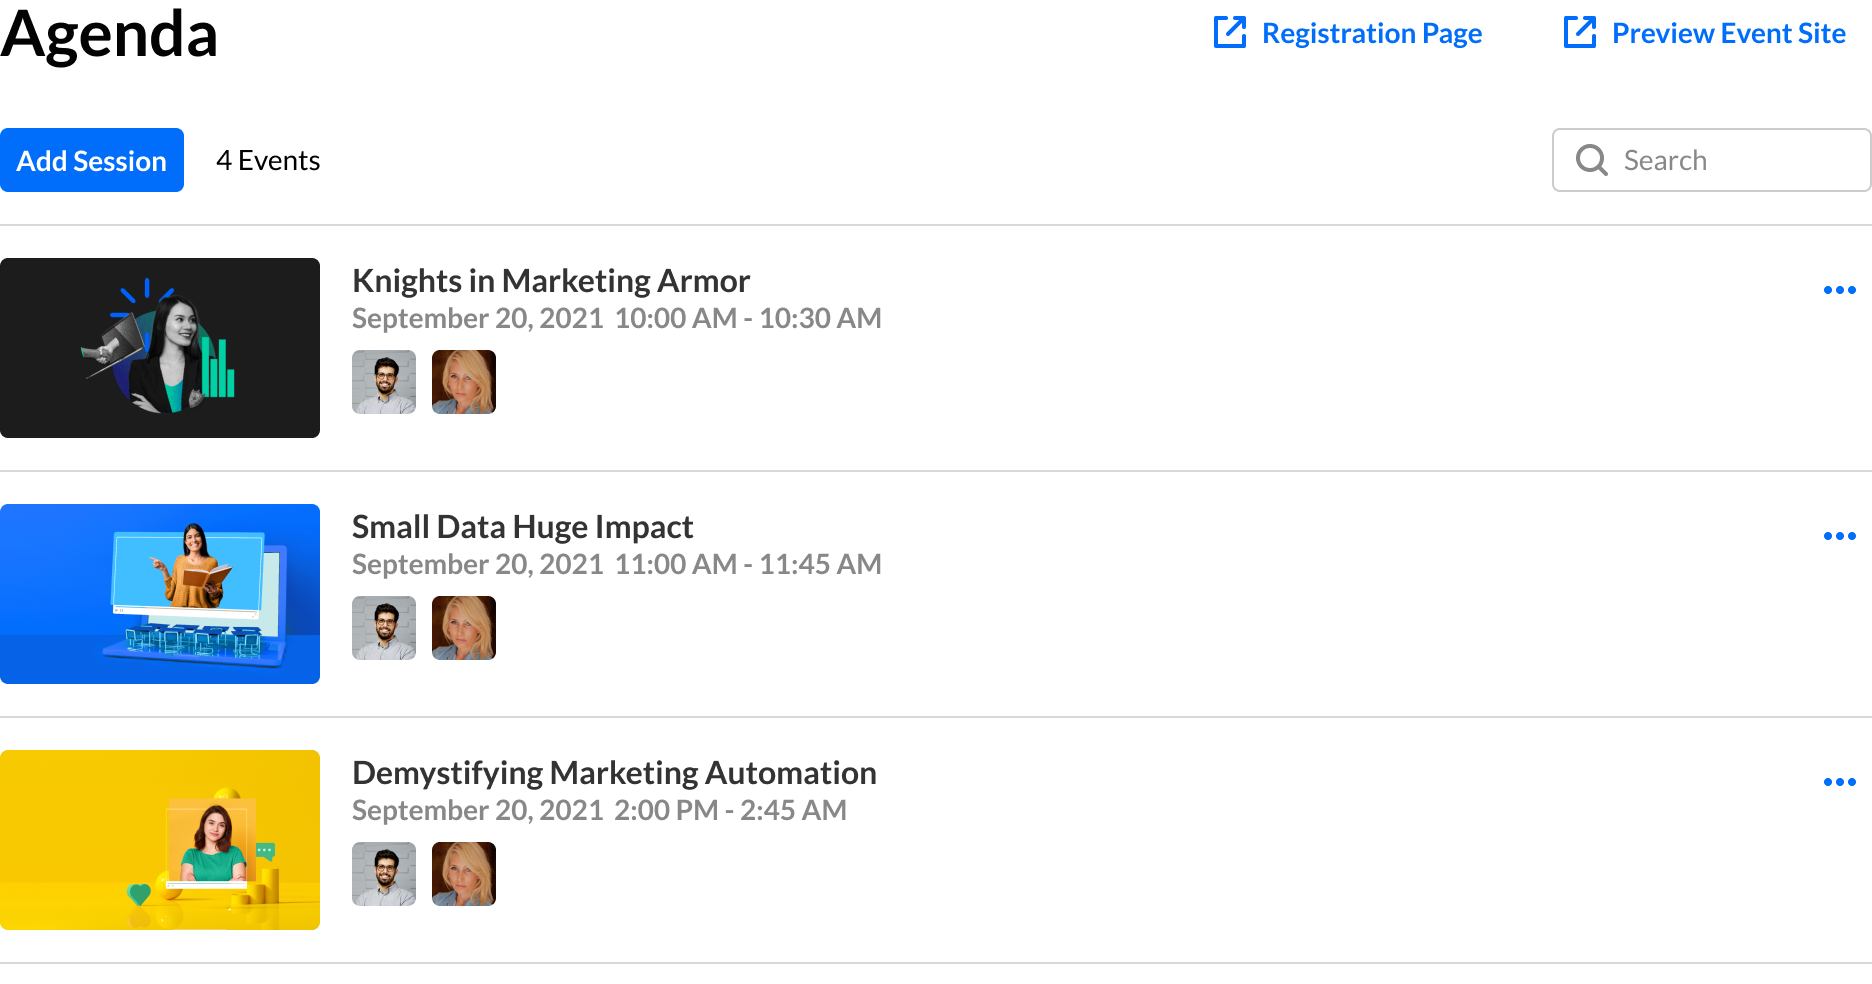 Agenda
Registration Page
Preview Event Site
Add Session
4 Events
Search
Knights in Marketing Armor
September 20, 2021 10:00 AM - 10:30 AM
Small Data Huge Impact
September 20, 2021 11:00 AM - 11:45 AM
Demystifying Marketing Automation
September 20, 2021 2:00 PM - 2:45 AM